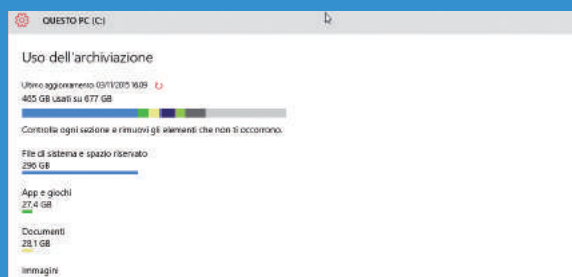 QUESTO PC (C:)
Uso dell'archiviazione
Ultimo aggiornamento 03/11/2015 16:09
465 GB usati su 677 GB
Controlla ogni sezione e rimuovi gli elementi che non ti occorrono.
File di sistema e spazio riservato
296 GB
App e giochi
27,4 GB
Documenti
28,1 GB
Immagini